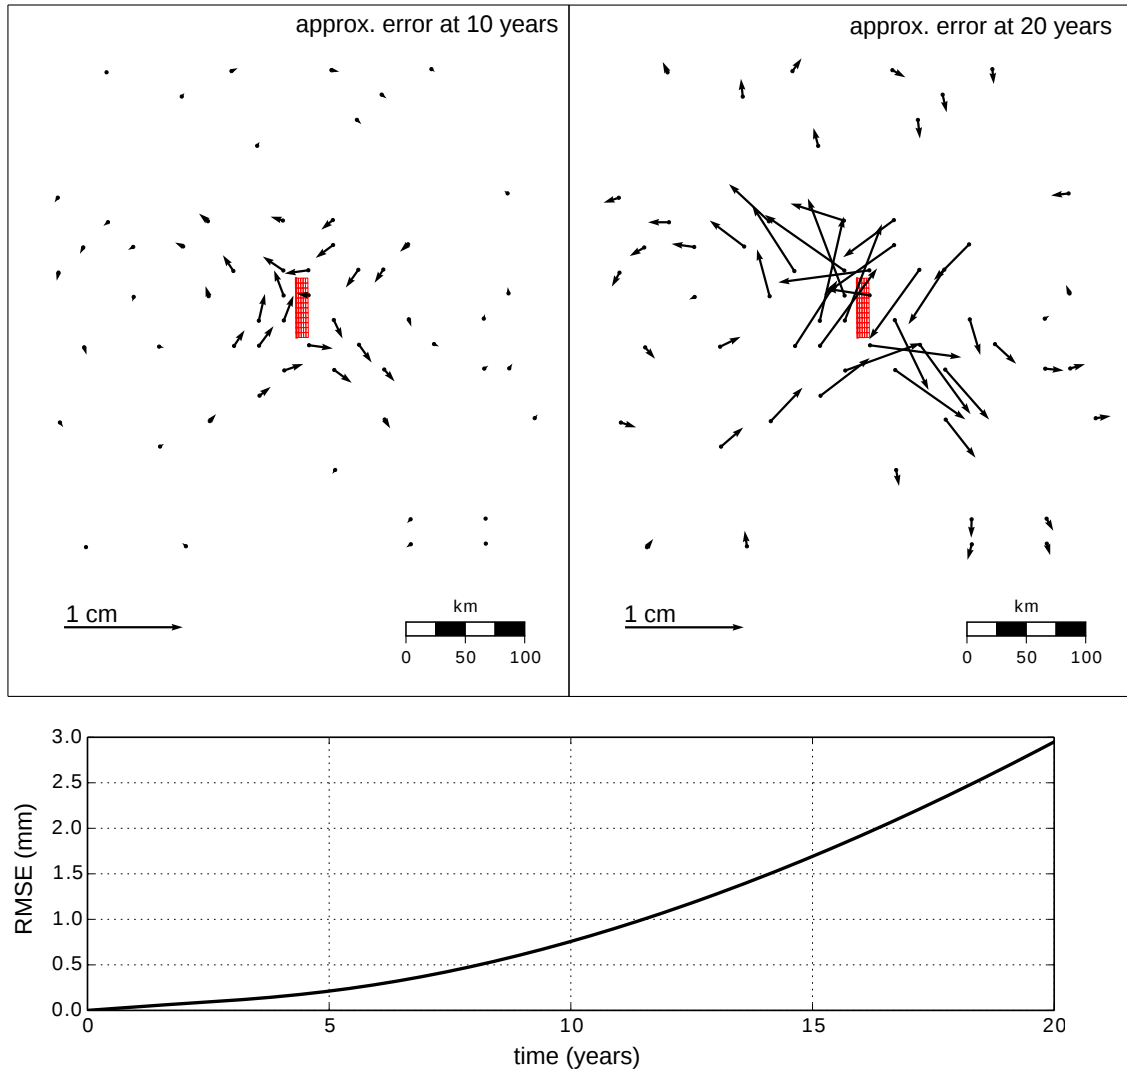 approx. error at 10 years
approx. error at 20 years
1 cm
km
0 50 100
1 cm
km
0 50 100
3.0
2.5
2.0
1.5
1.0
0.5
0.0
RMSE (mm)
0 5 10 15 20
time (years)